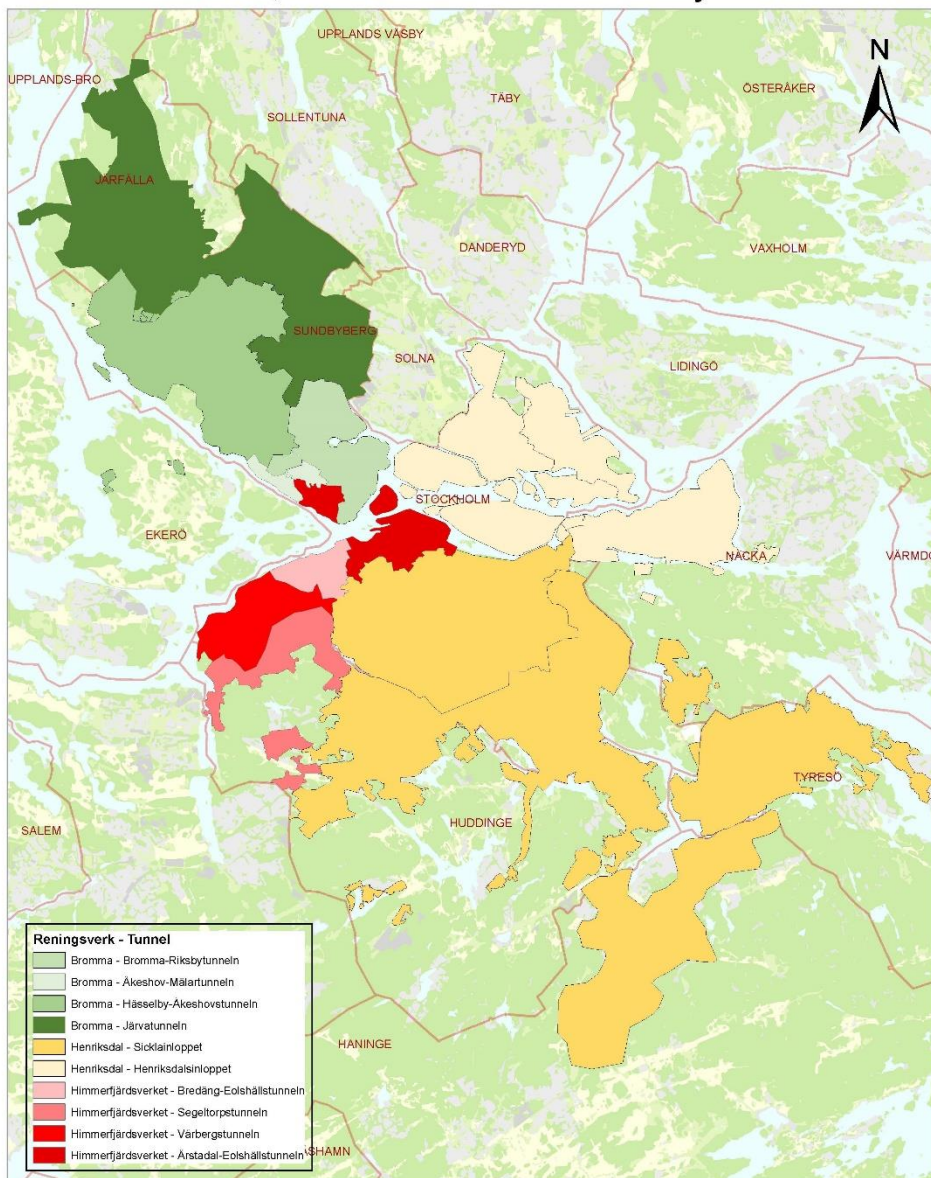 UPPLANDS VÄSBY
N
UPPLANDS-BRO
ÖSTERÅKER
TÄBY
SOLLENTUNA
JÄRFÄLLA
DANDERYD
VAXHOLM
SUNDBYBERG
SOLNA
LIDINGÖ
STOCKHOLM
EKERÖ
NACKA
VÄRMDÖ
TYRESÖ
SALEM
HUDDINGE
HANINGE
Reningsverk - Tunnel
Bromma - Bromma-Riksbytunneln
Bromma - Åkeshov-Mälartunneln
Bromma - Hässelby-Åkeshovstunneln
Bromma - Järvatunneln
Henriksdal - Sicklainloppet
Henriksdal - Henriksdalsinloppet
Himmerfjärdsverket - Bredäng-Eolshällstunneln
Himmerfjärdsverket - Segeltorpstunneln
Himmerfjärdsverket - Vårbergstunneln
Himmerfjärdsverket - Årstadal-Eolshällstunneln
SHAMN